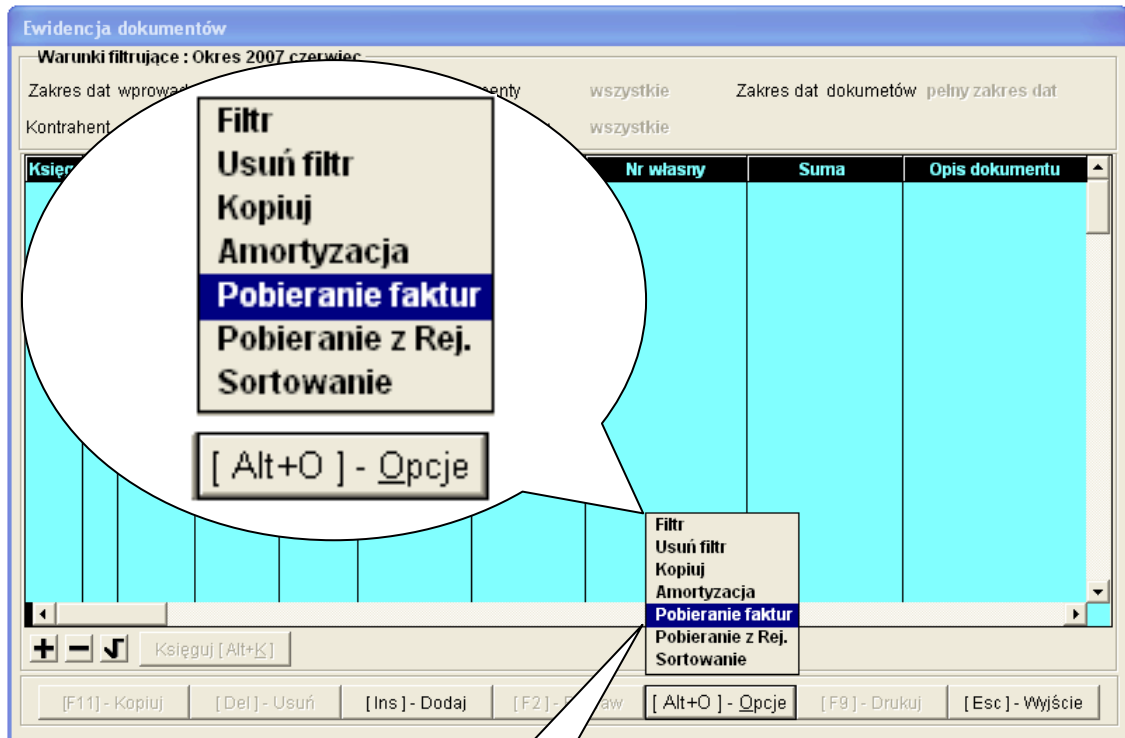 Ewidencja dokumentów
Warunki filtrujące : Okres 2007 czerwiec
Zakres dat wszystkie Zakres dat dokumetów pelny zakres dat
Kontrahent wszystkie
Nr własny Suma Opis dokumentu
Filtr
Usuń filtr
Kopiuj
Amortyzacja
Pobieranie faktur
Pobieranie z Rej.
Sortowanie
[ Alt+O ] - Opcje
Filtr
Usuń filtr
Kopiuj
Amortyzacja
Pobieranie faktur
Pobieranie z Rej.
Sortowanie
Księguj [ Alt+K ]
[F11] - Kopiuj [ Del ] - Usuń [ Ins ] - Dodaj [ F2 ] - [ Alt+O ] - Opcje [ F9 ] - Drukuj [ Esc ] - Wyjście